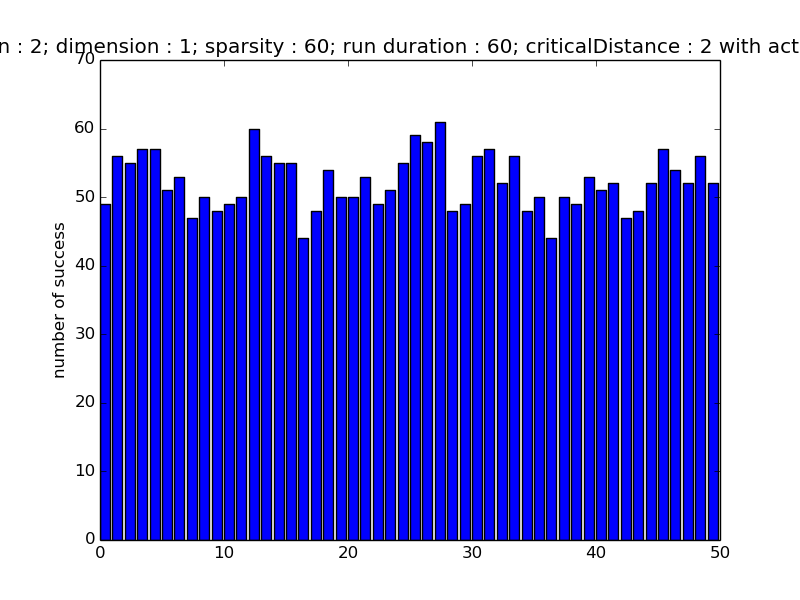 n : 2; dimension : 1; sparsity : 60; run duration : 60; criticalDistance : 2 with act
70
60
50
40
30
20
10
0
number of success
0 10 20 30 40 50